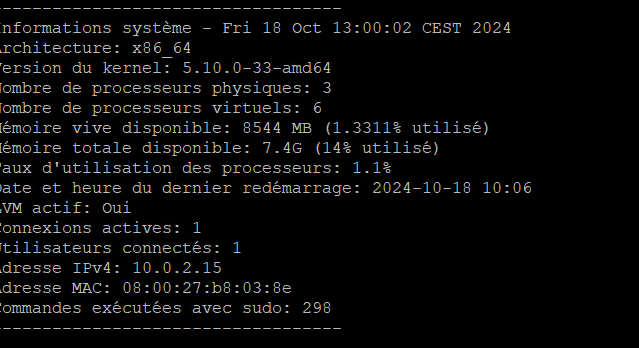 -----------------------------------
Informations système - Fri 18 Oct 13:00:02 CEST 2024
Architecture: x86_64
Version du kernel: 5.10.0-33-amd64
Nombre de processeurs physiques: 3
Nombre de processeurs virtuels: 6
Mémoire vive disponible: 8544 MB (1.3311% utilisé)
Mémoire totale disponible: 7.4G (14% utilisé)
Taux d'utilisation des processeurs: 1.1%
Date et heure du dernier redémarrage: 2024-10-18 10:06
LVM actif: Oui
Connexions actives: 1
Utilisateurs connectés: 1
Adresse IPv4: 10.0.2.15
Adresse MAC: 08:00:27:b8:03:8e
Commandes exécutées avec sudo: 298
-----------------------------------